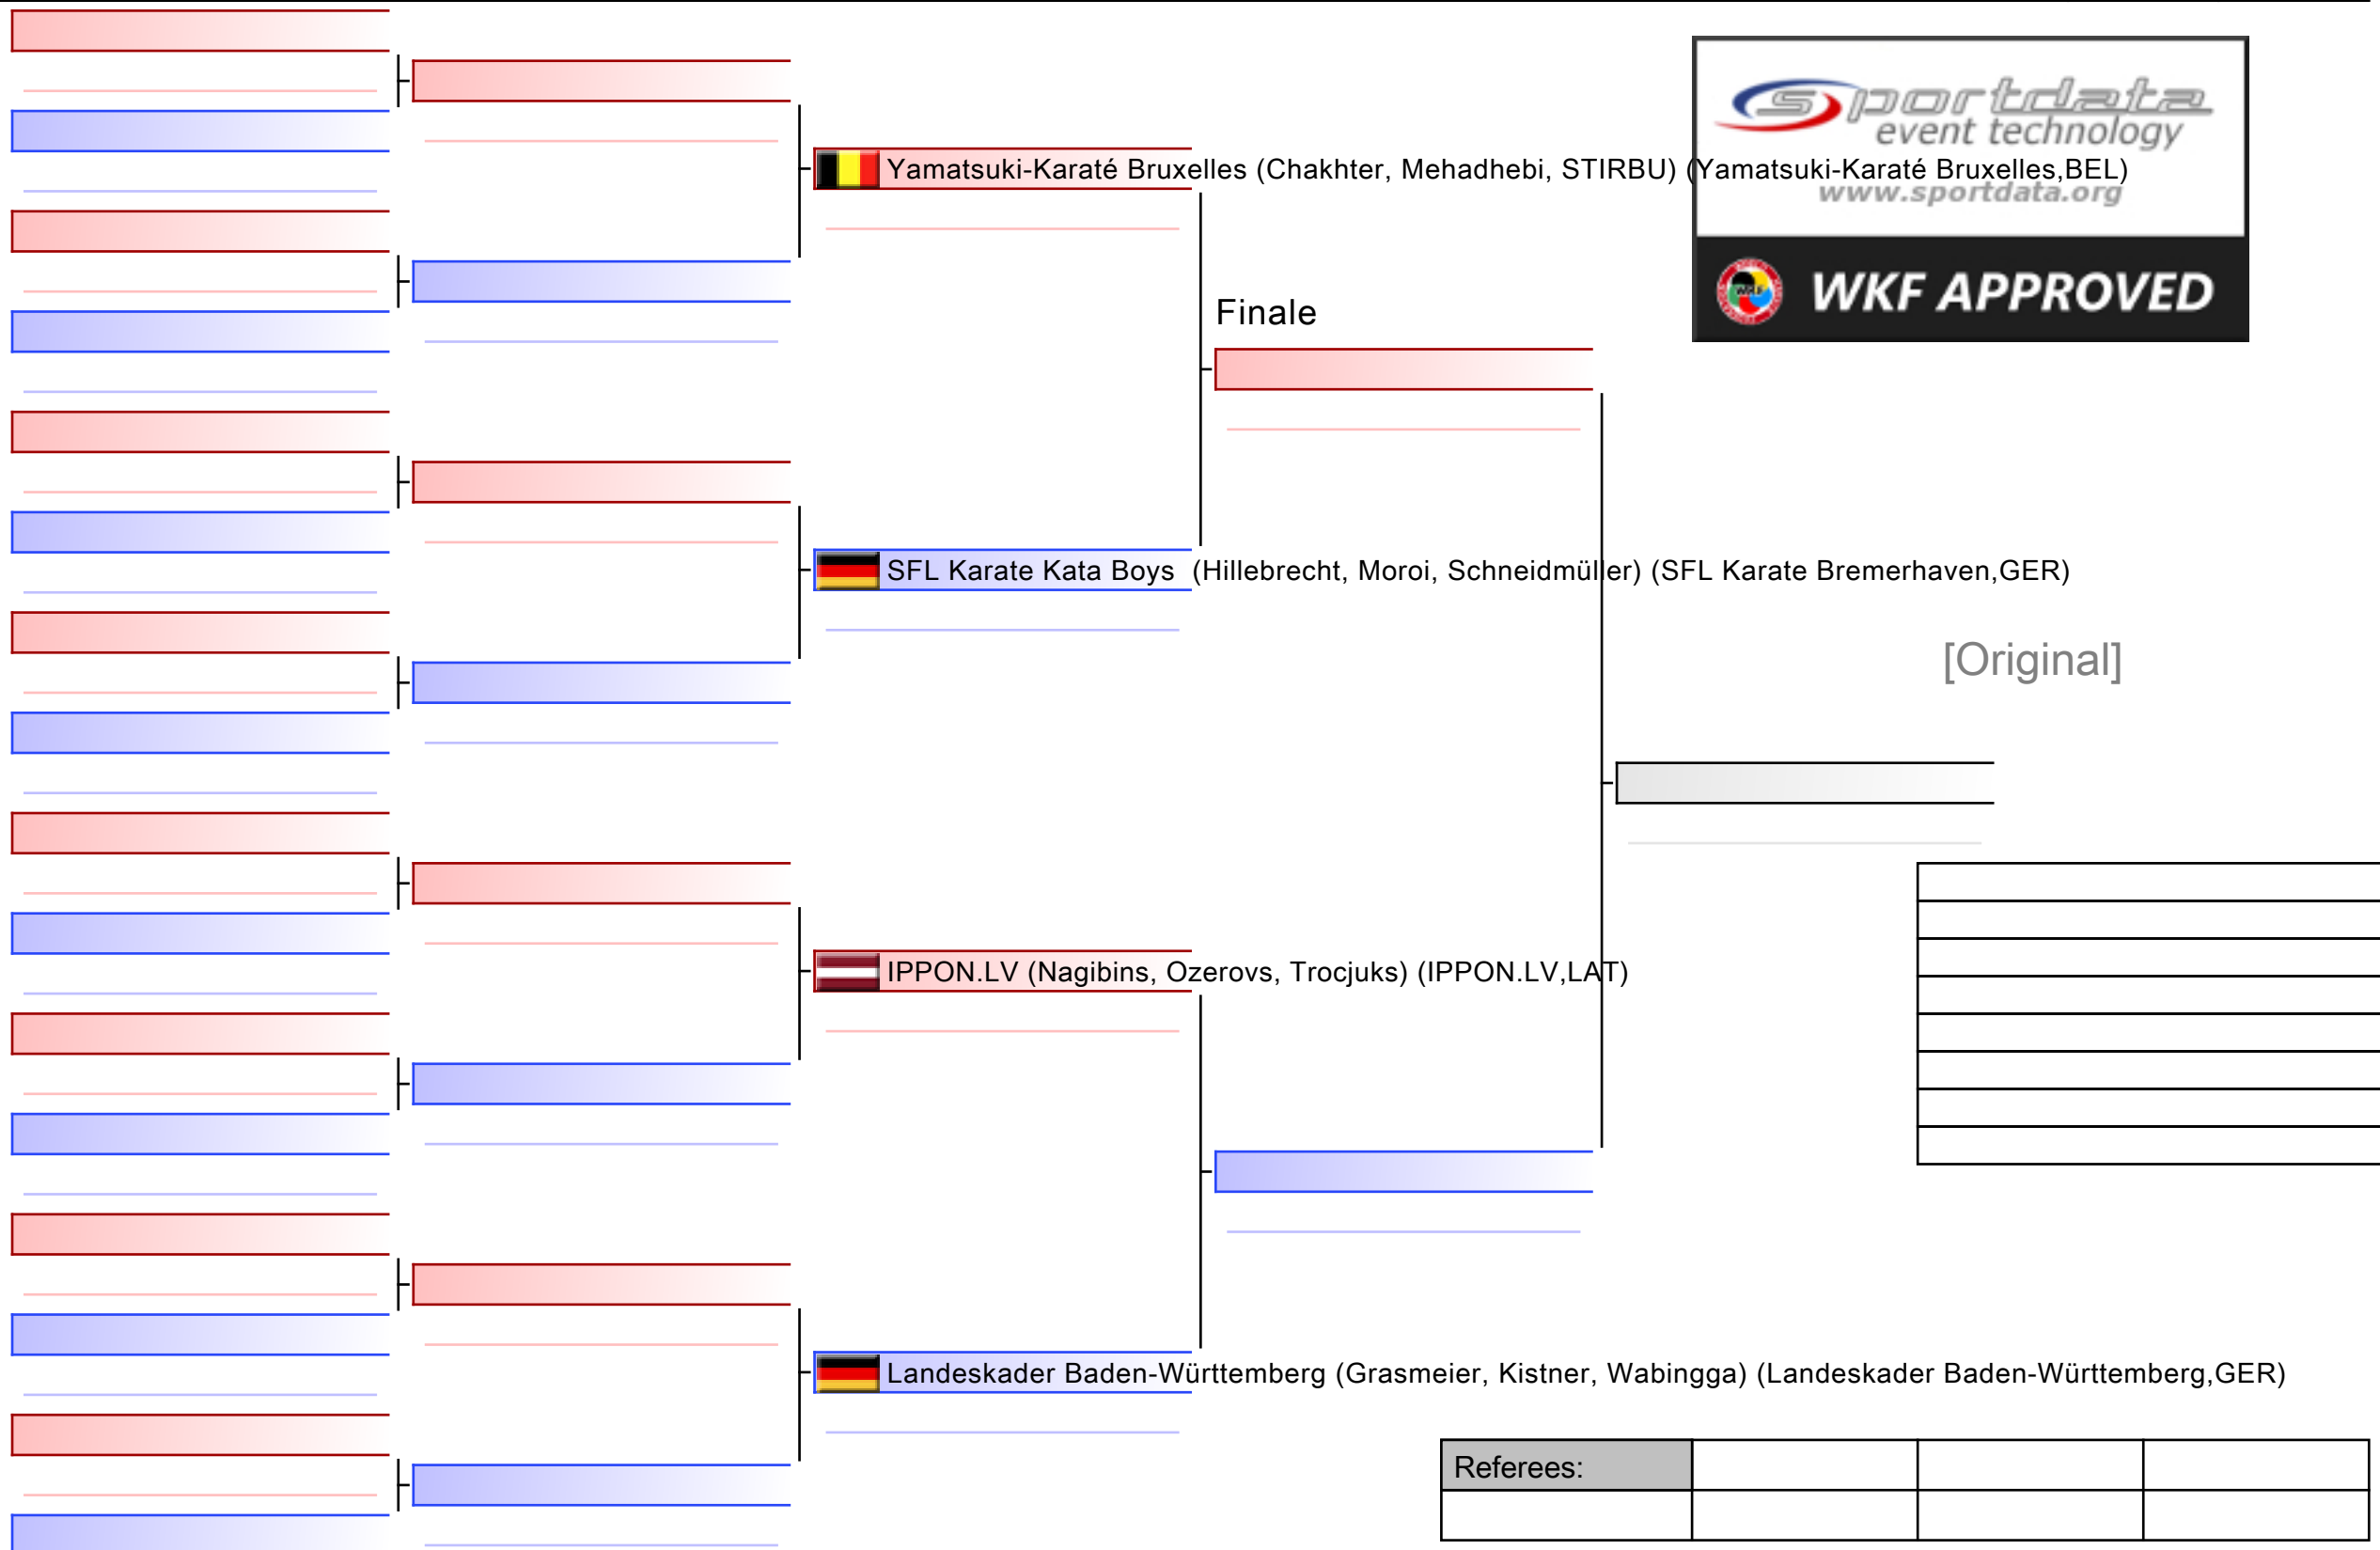 sportdata
event technology
Yamatsuki-Karaté Bruxelles (Chakhter, Mehadhebi, STIRBU) (Yamatsuki-Karaté Bruxelles,BEL)
www.sportdata.org
WKF APPROVED
Finale
SFL Karate Kata Boys  (Hillebrecht, Moroi, Schneidmüller) (SFL Karate Bremerhaven,GER)
[Original]
IPPON.LV (Nagibins, Ozerovs, Trocjuks) (IPPON.LV,LAT)
Landeskader Baden-Württemberg (Grasmeier, Kistner, Wabingga) (Landeskader Baden-Württemberg,GER)
Referees: